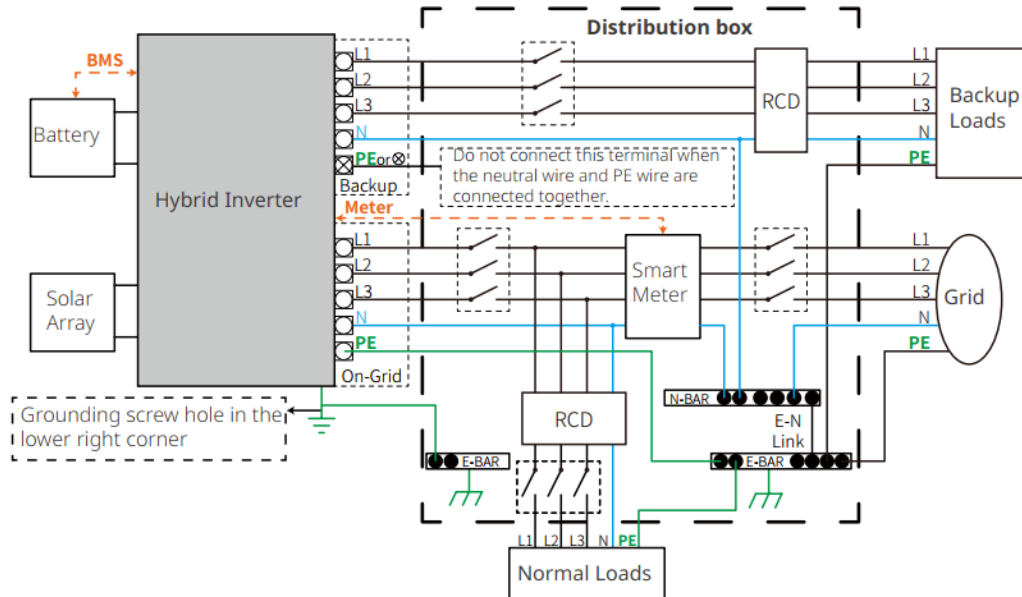 Distribution box
BMS
Battery
Hybrid Inverter
Solar
Array
L1
L2
L3
N
PEor⊗
Backup
Do not connect this terminal when
the neutral wire and PE wire are
connected together.
RCD
L1
L2
L3
N
PE
Backup
Loads
Meter
L1
L2
L3
N
PE
On-Grid
Smart
Meter
L1
L2
L3
N
PE
Grid
Grounding screw hole in the
lower right corner
E-BAR
RCD
N-BAR
E-N
Link
E-BAR
L1 L2 L3 N PE
Normal Loads